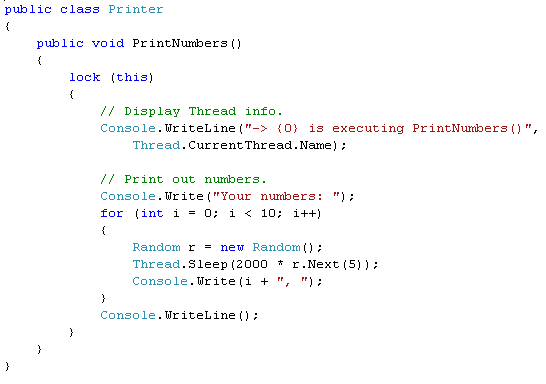 public class Printer
{
    public void PrintNumbers()
    {
        lock (this)
        {
            // Display Thread info.
            Console.WriteLine("-> {0} is executing PrintNumbers()",
                Thread.CurrentThread.Name);

            // Print out numbers.
            Console.Write("Your numbers: ");
            for (int i = 0; i < 10; i++)
            {
                Random r = new Random();
                Thread.Sleep(2000 * r.Next(5));
                Console.Write(i + ", ");
            }
            Console.WriteLine();
        }
    }
}